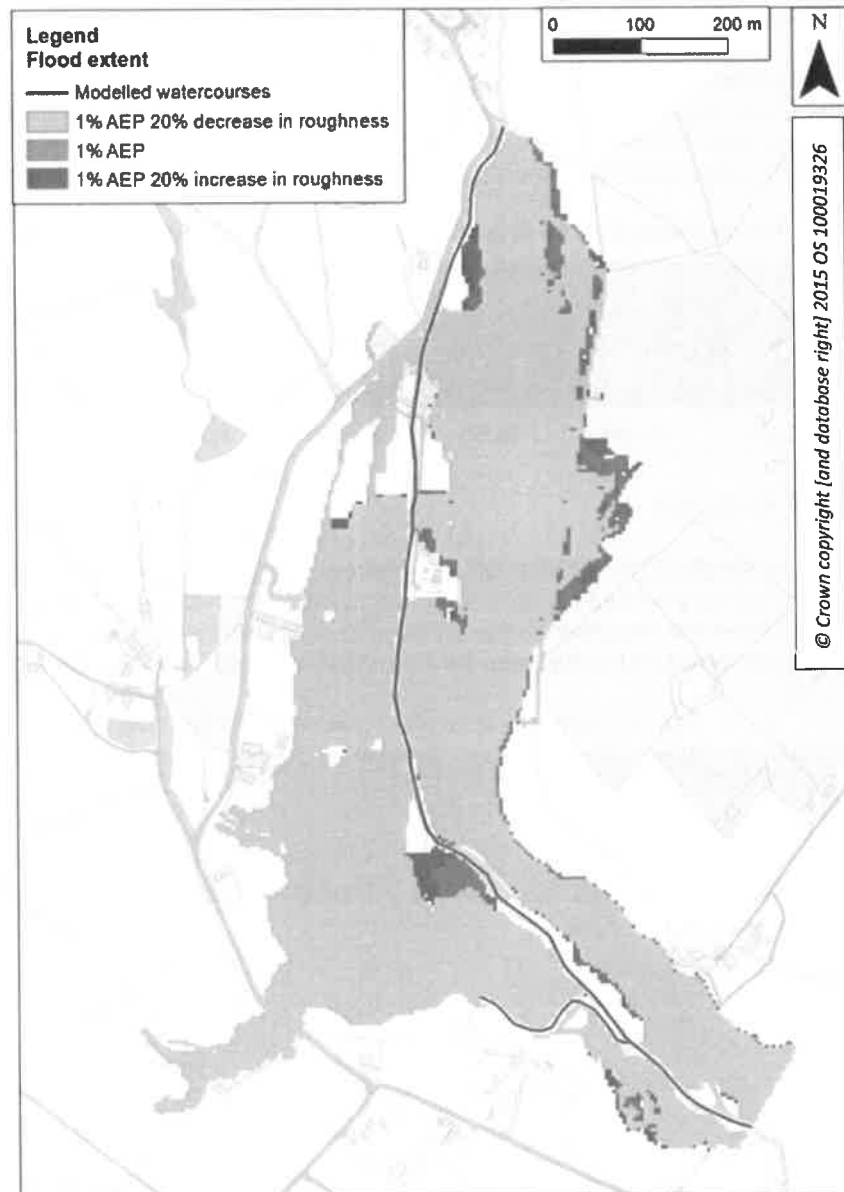 Legend
Flood extent
Modelled watercourses
1% AEP 20% decrease in roughness
1% AEP
1% AEP 20% increase in roughness
0 100 200 m
N
© Crown copyright [and database right] 2015 OS 100019326